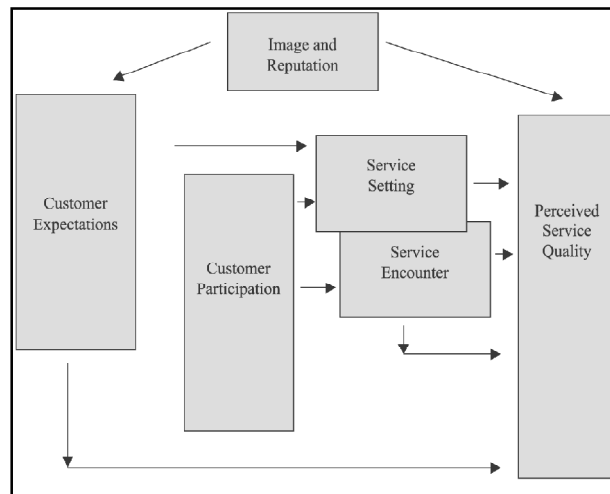 Image and
Reputation
Customer
Expectations
Customer
Participation
Service
Setting
Service
Encounter
Perceived
Service
Quality